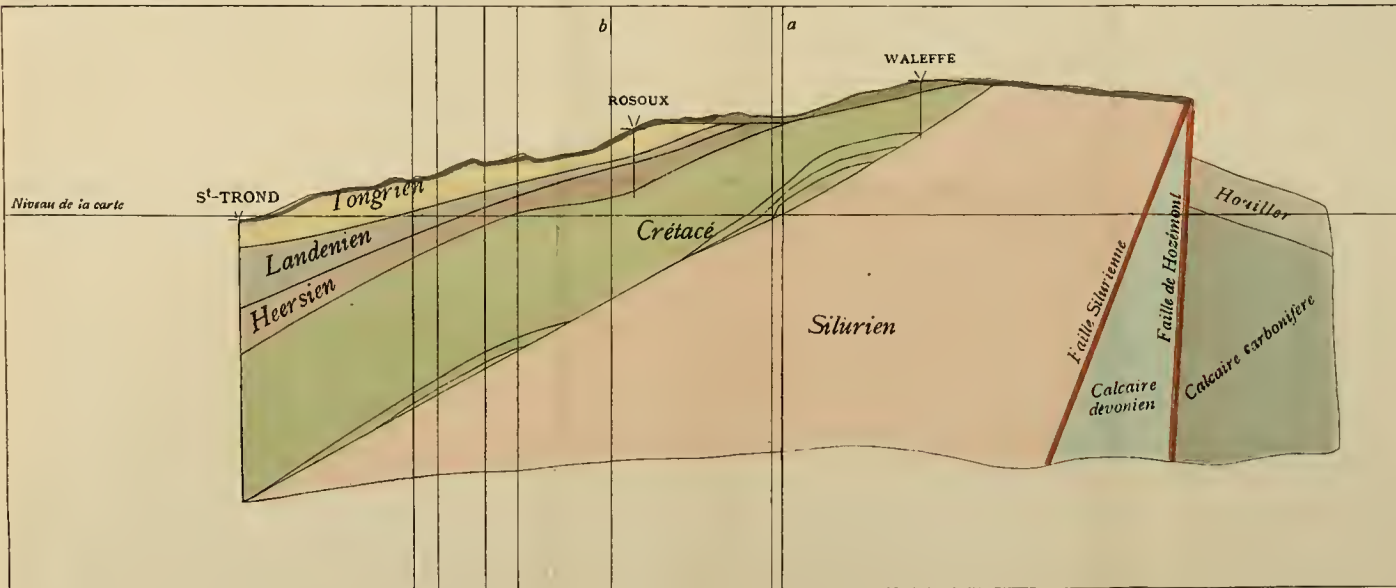 b
a
WALEFFE
ROSOUX
St-TROND
Niveau de la carte
Tongrien
Landenien
Heersien
Crétacé
Silurien
Faille Silurienne
Faille de Hozémont
Houiller
Calcaire carbonifère
Calcaire
dévonien